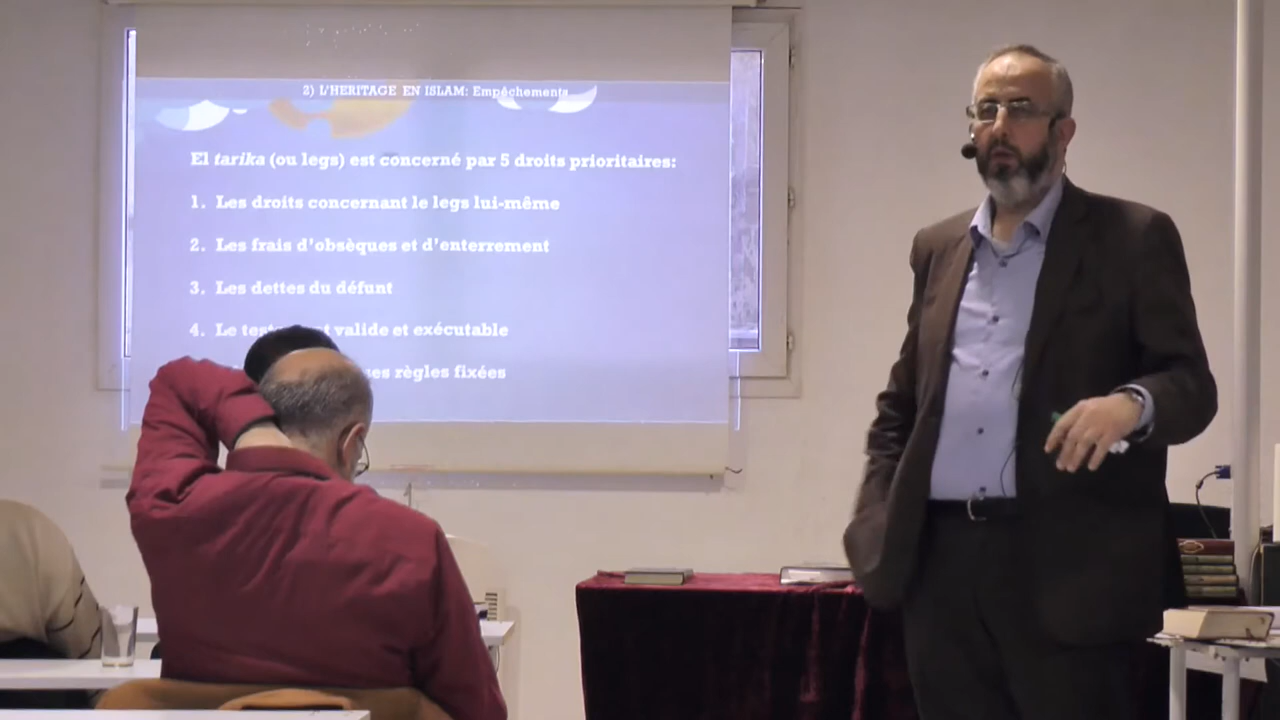 2) L'HERITAGE EN ISLAM: Empêchements
El tarika (ou legs) est concerné par 5 droits prioritaires:
1. Les droits concernant le legs lui-même
2. Les frais d'obsèques et d'enterrement
3. Les dettes du défunt
4. Le valide et exécutable
règles fixées